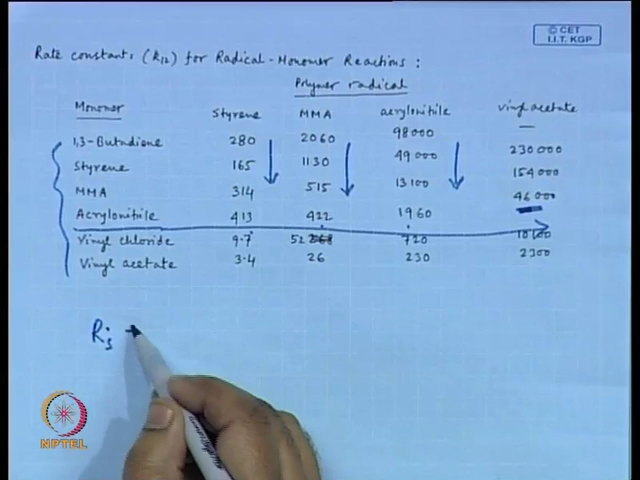 © CET
I.I.T. KGP
Rate constants (k12) for Radical-Monomer Reactions :
Polymer radical
Monomer Styrene MMA acrylonitrile vinyl acetate
1,3-Butadiene 280 2060 98000 230000
Styrene 165 1130 49000 154000
MMA 314 515 13100 46000
Acrylonitrile 413 422 1960
Vinyl chloride 9.7 52 720 10100
Vinyl acetate 3.4 26 230 2300
Rs
NPTEL